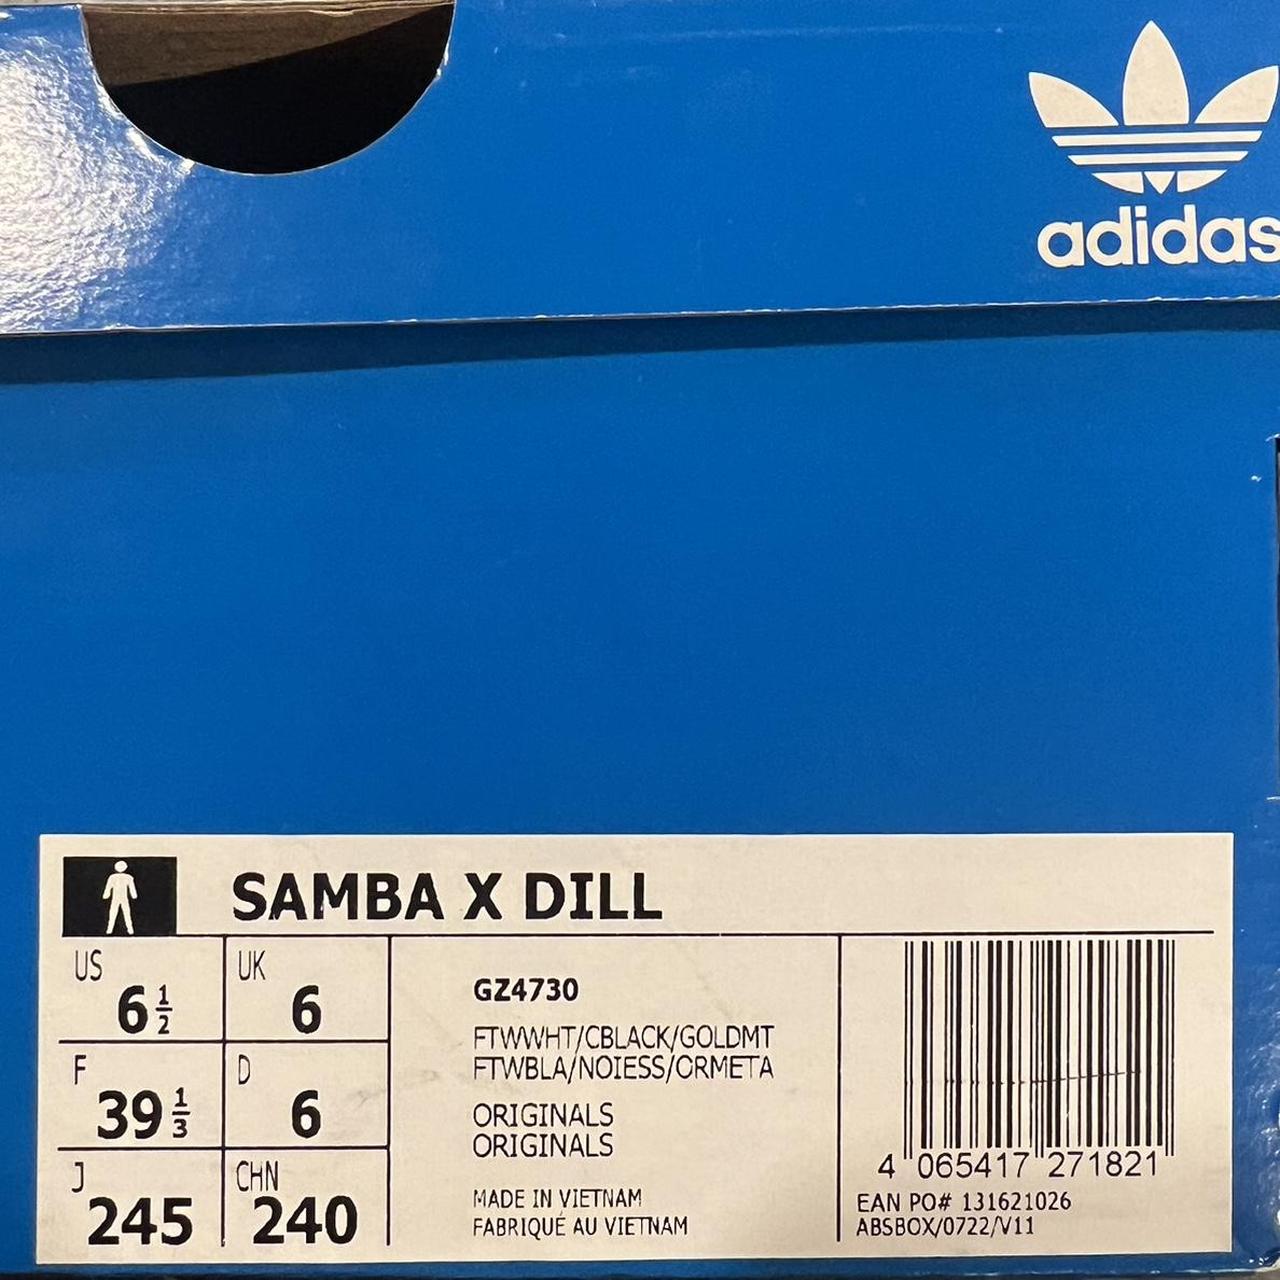 adidas
SAMBA X DILL
US 6 1/2
UK 6
F 39 1/3
D 6
J 245
CHN 240
GZ4730
FTWWHT/CBLACK/GOLDMT
FTWBLA/NOIESS/ORMETA
ORIGINALS
ORIGINALS
MADE IN VIETNAM
FABRIQUÉ AU VIETNAM
4 065417 271821
EAN PO# 131621026
ABSBOX/0722/V11